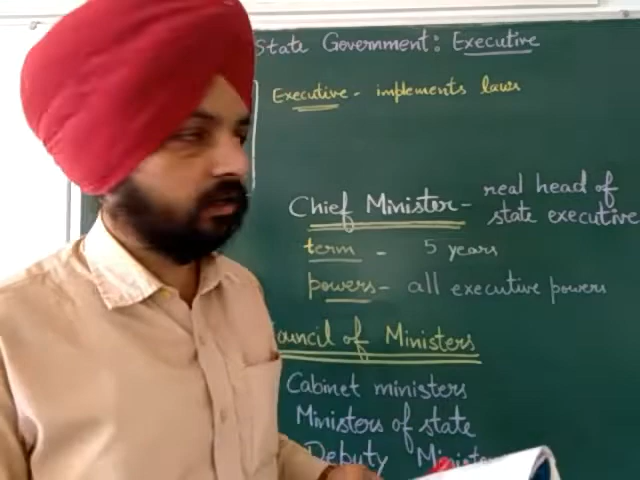 State Government: Executive
Executive - implements laws
Chief Minister - real head of
state executive
term - 5 years
powers - all executive powers
ouncil of Ministers
Cabinet ministers
Ministers of state
Deputy Ministe